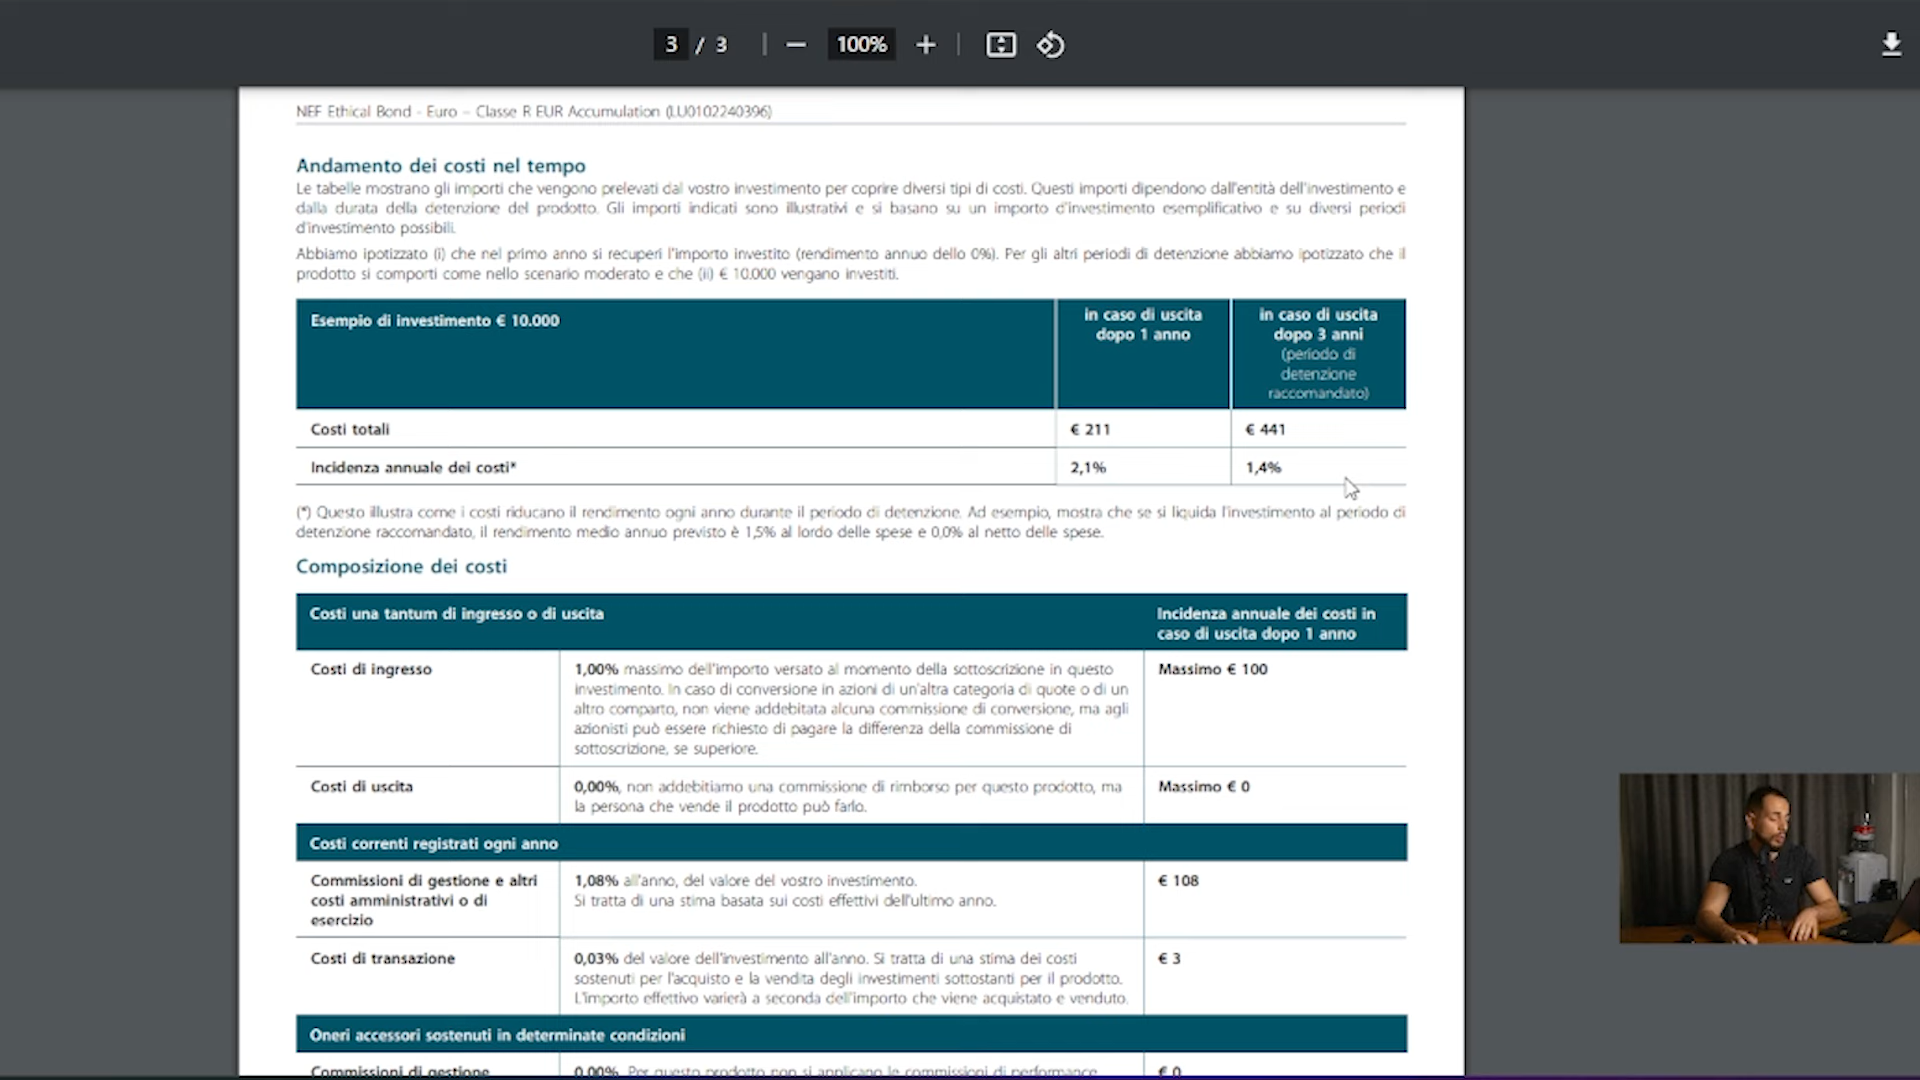 3 / 3
100%
NEF Ethical Bond - Euro – Classe R EUR Accumulation (LU0102240396)
Andamento dei costi nel tempo
Le tabelle mostrano gli importi che vengono prelevati dal vostro investimento per coprire diversi tipi di costi. Questi importi dipendono dall'entità dell'investimento e
dalla durata della detenzione del prodotto. Gli importi indicati sono illustrativi e si basano su un importo d'investimento esemplificativo e su diversi periodi
d'investimento possibili.
Abbiamo ipotizzato (i) che nel primo anno si recuperi l'importo investito (rendimento annuo dello 0%). Per gli altri periodi di detenzione abbiamo ipotizzato che il
prodotto si comporti come nello scenario moderato e che (ii) € 10.000 vengano investiti.
Esempio di investimento € 10.000
in caso di uscita
dopo 1 anno
in caso di uscita
dopo 3 anni
(periodo di
detenzione
raccomandato)
Costi totali
€ 211
€ 441
Incidenza annuale dei costi*
2,1%
1,4%
(*) Questo illustra come i costi riducano il rendimento ogni anno durante il periodo di detenzione. Ad esempio, mostra che se si liquida l'investimento al periodo di
detenzione raccomandato, il rendimento medio annuo previsto è 1,5% al lordo delle spese e 0,0% al netto delle spese.
Composizione dei costi
Costi una tantum di ingresso o di uscita
Incidenza annuale dei costi in
caso di uscita dopo 1 anno
Costi di ingresso
1,00% massimo dell'importo versato al momento della sottoscrizione in questo
investimento. In caso di conversione in azioni di un'altra categoria di quote o di un
altro comparto, non viene addebitata alcuna commissione di conversione, ma agli
azionisti può essere richiesto di pagare la differenza della commissione di
sottoscrizione, se superiore.
Massimo € 100
Costi di uscita
0,00%, non addebitiamo una commissione di rimborso per questo prodotto, ma
la persona che vende il prodotto può farlo.
Massimo € 0
Costi correnti registrati ogni anno
Commissioni di gestione e altri
costi amministrativi o di
esercizio
1,08% all'anno, del valore del vostro investimento.
Si tratta di una stima basata sui costi effettivi dell'ultimo anno.
€ 108
Costi di transazione
0,03% del valore dell'investimento all'anno. Si tratta di una stima dei costi
sostenuti per l'acquisto e la vendita degli investimenti sottostanti per il prodotto.
L'importo effettivo varierà a seconda dell'importo che viene acquistato e venduto.
€ 3
Oneri accessori sostenuti in determinate condizioni
Commissioni di gestione
0,00%. Per questo prodotto non si applicano le commissioni di performance
€ 0